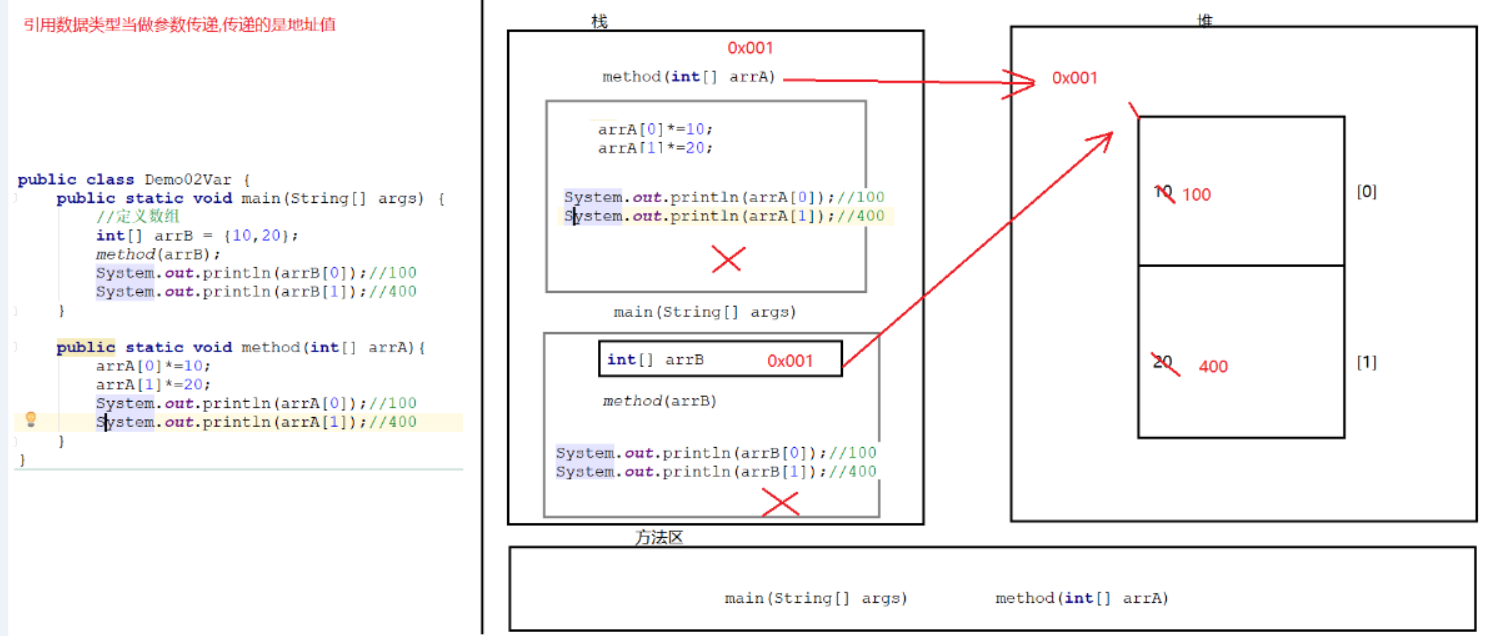 引用数据类型当做参数传递,传递的是地址值
public class Demo02Var {
public static void main(String[] args) {
//定义数组
int[] arrB = {10,20};
method(arrB);
System.out.println(arrB[0]);//100
System.out.println(arrB[1]);//400
}
public static void method(int[] arrA){
arrA[0]*=10;
arrA[1]*=20;
System.out.println(arrA[0]);//100
System.out.println(arrA[1]);//400
}
}
栈
0x001
method(int[] arrA)
arrA[0]*=10;
arrA[1]*=20;
System.out.println(arrA[0]);//100
System.out.println(arrA[1]);//400
main(String[] args)
int[] arrB 0x001
method(arrB)
System.out.println(arrB[0]);//100
System.out.println(arrB[1]);//400
堆
0x001
10 100 [0]
20 400 [1]
方法区
main(String[] args) method(int[] arrA)